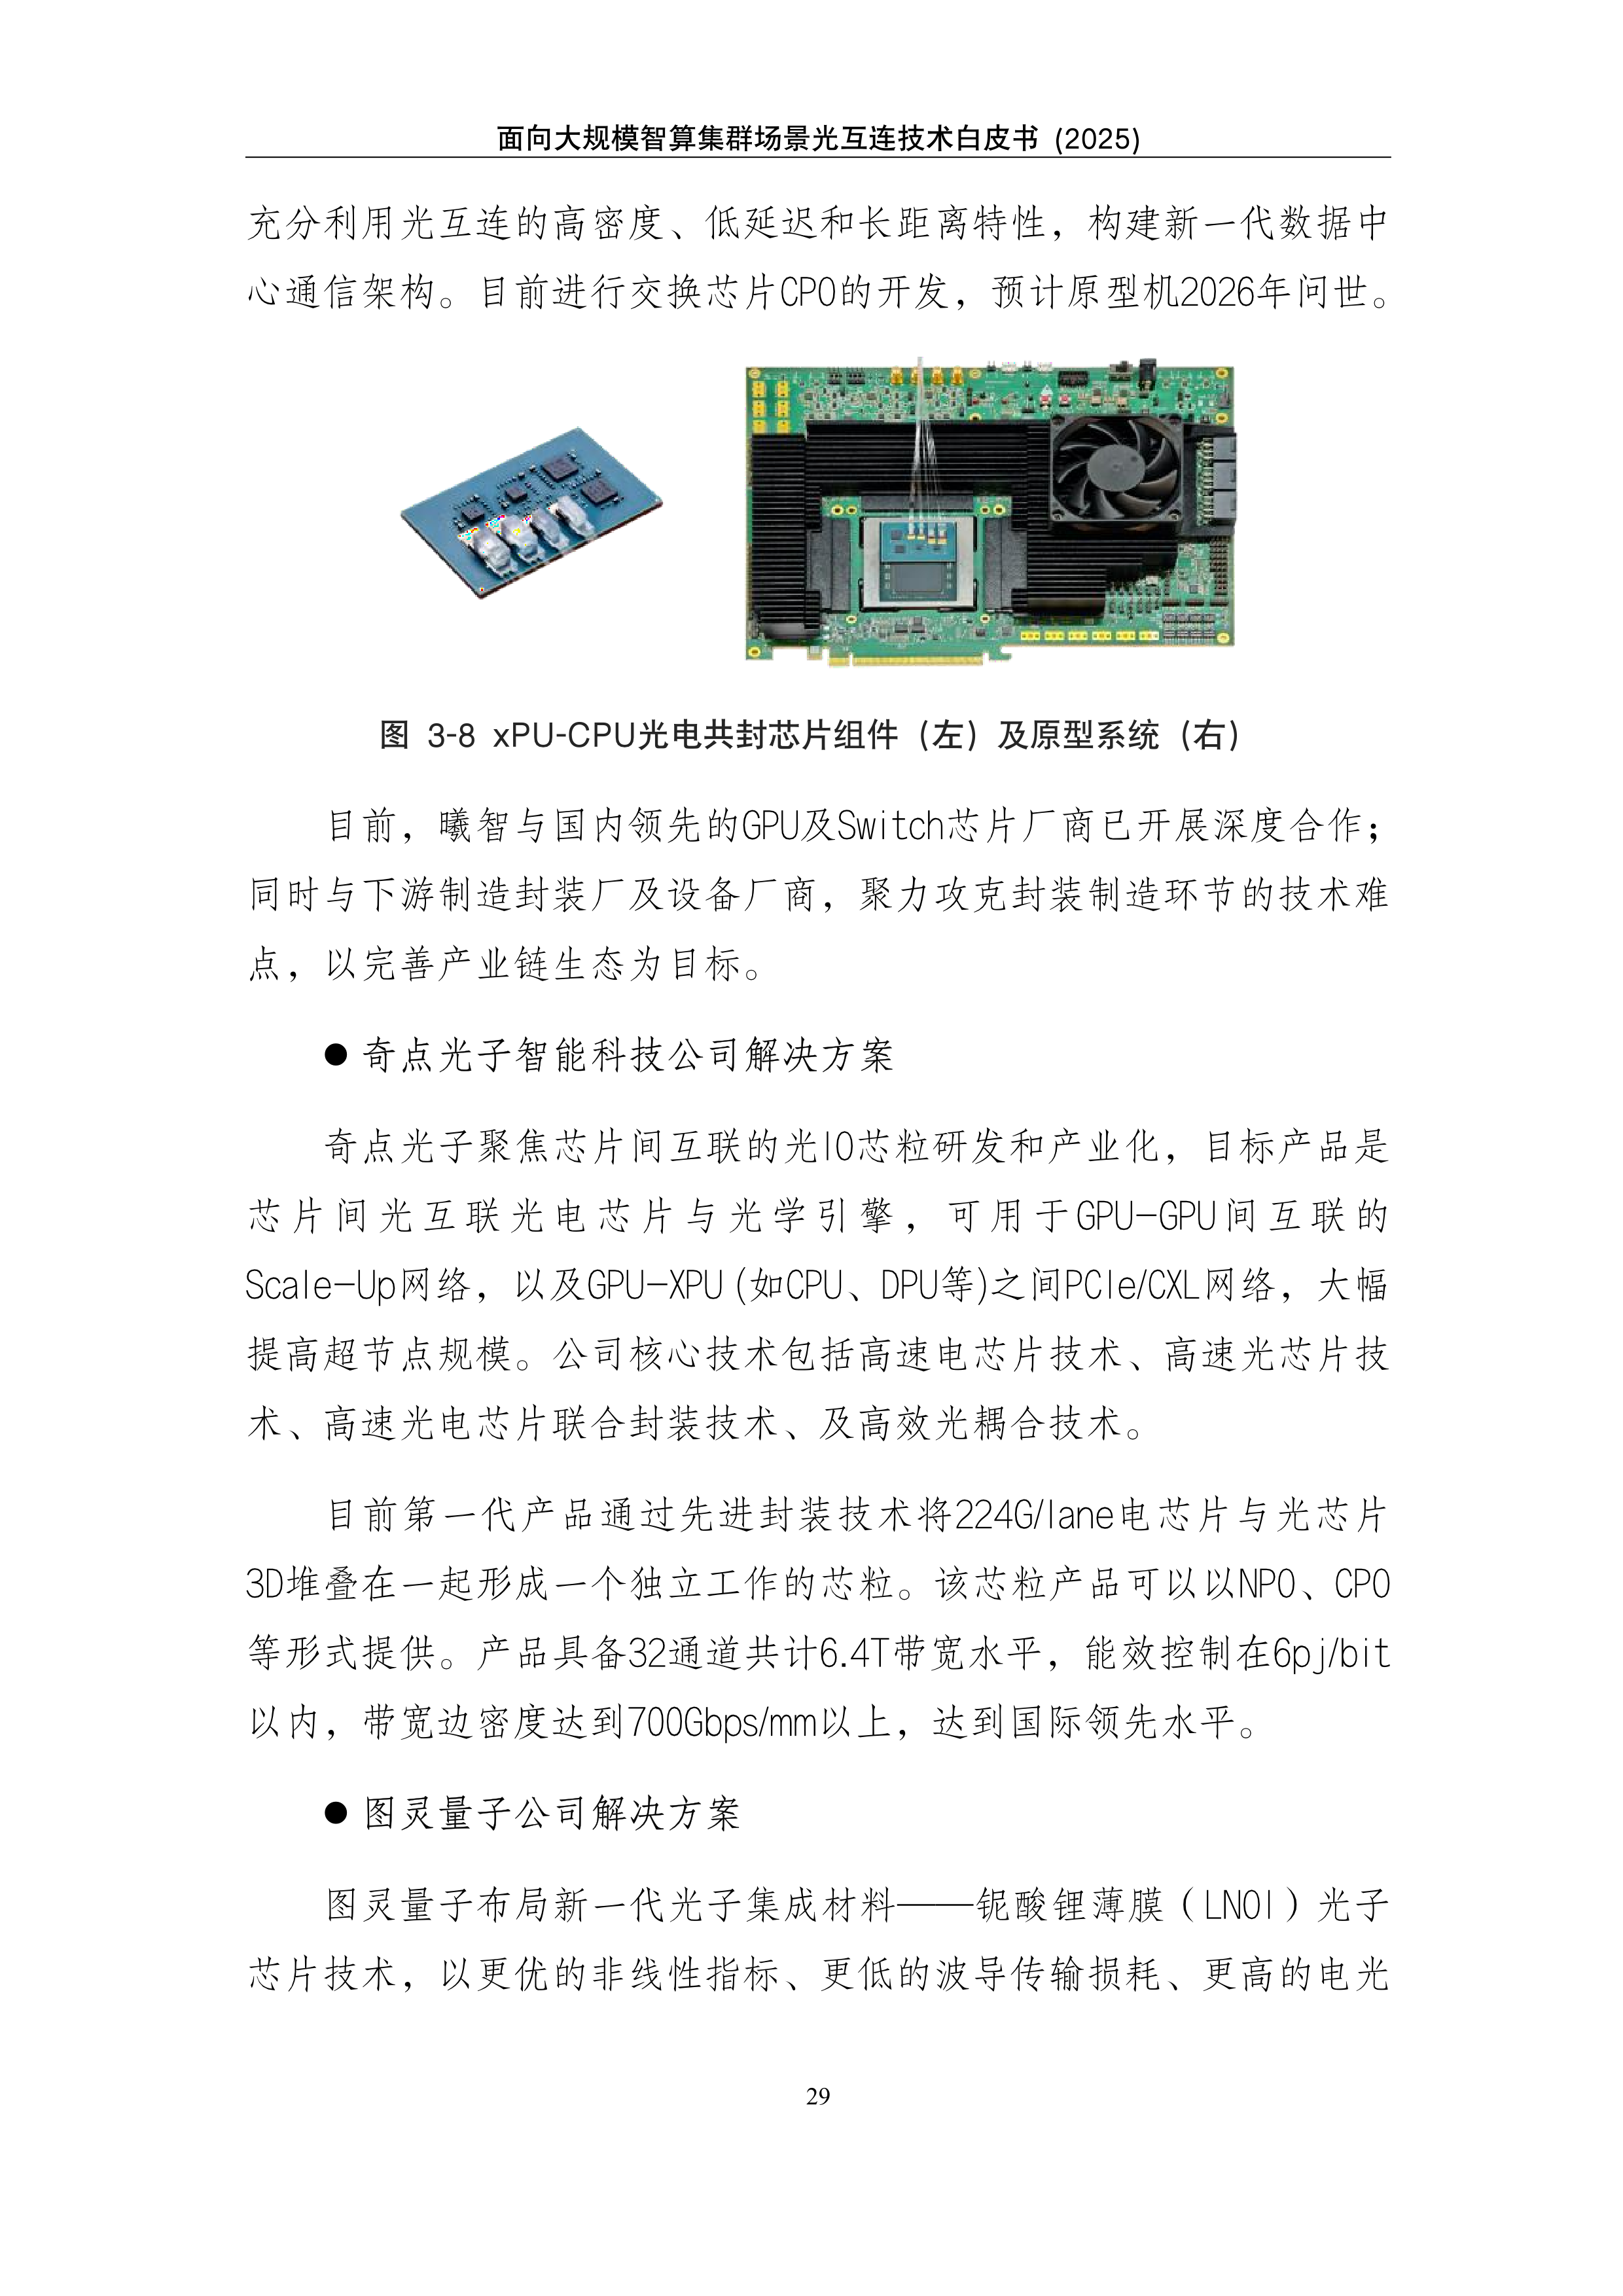 面向大规模智算集群场景光互连技术白皮书 (2025)
充分利用光互连的高密度、低延迟和长距离特性，构建新一代数据中
心通信架构。目前进行交换芯片CPO的开发，预计原型机2026年问世。
图 3-8 xPU-CPU光电共封芯片组件（左）及原型系统（右）
目前，曦智与国内领先的GPU及Switch芯片厂商已开展深度合作；
同时与下游制造封装厂及设备厂商，聚力攻克封装制造环节的技术难
点，以完善产业链生态为目标。
● 奇点光子智能科技公司解决方案
奇点光子聚焦芯片间互联的光IO芯粒研发和产业化，目标产品是
芯片间光互联光电芯片与光学引擎，可用于GPU-GPU间互联的
Scale-Up网络，以及GPU-XPU (如CPU、DPU等)之间PCIe/CXL网络，大幅
提高超节点规模。公司核心技术包括高速电芯片技术、高速光芯片技
术、高速光电芯片联合封装技术、及高效光耦合技术。
目前第一代产品通过先进封装技术将224G/lane电芯片与光芯片
3D堆叠在一起形成一个独立工作的芯粒。该芯粒产品可以以NPO、CPO
等形式提供。产品具备32通道共计6.4T带宽水平，能效控制在6pj/bit
以内，带宽边密度达到700Gbps/mm以上，达到国际领先水平。
● 图灵量子公司解决方案
图灵量子布局新一代光子集成材料——铌酸锂薄膜（LNOI）光子
芯片技术，以更优的非线性指标、更低的波导传输损耗、更高的电光
29